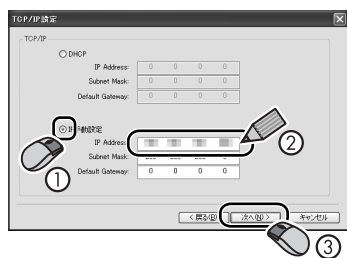 TCP/IP設定
TCP/IP
DHCP
IP Address: 0 0 0 0
Subnet Mask: 0 0 0 0
Default Gateway: 0 0 0 0
IP手動設定
IP Address:
②
Subnet Mask:
①
Default Gateway: 0 0 0 0
< 戻る(B) 次へ(N) > キャンセル
③